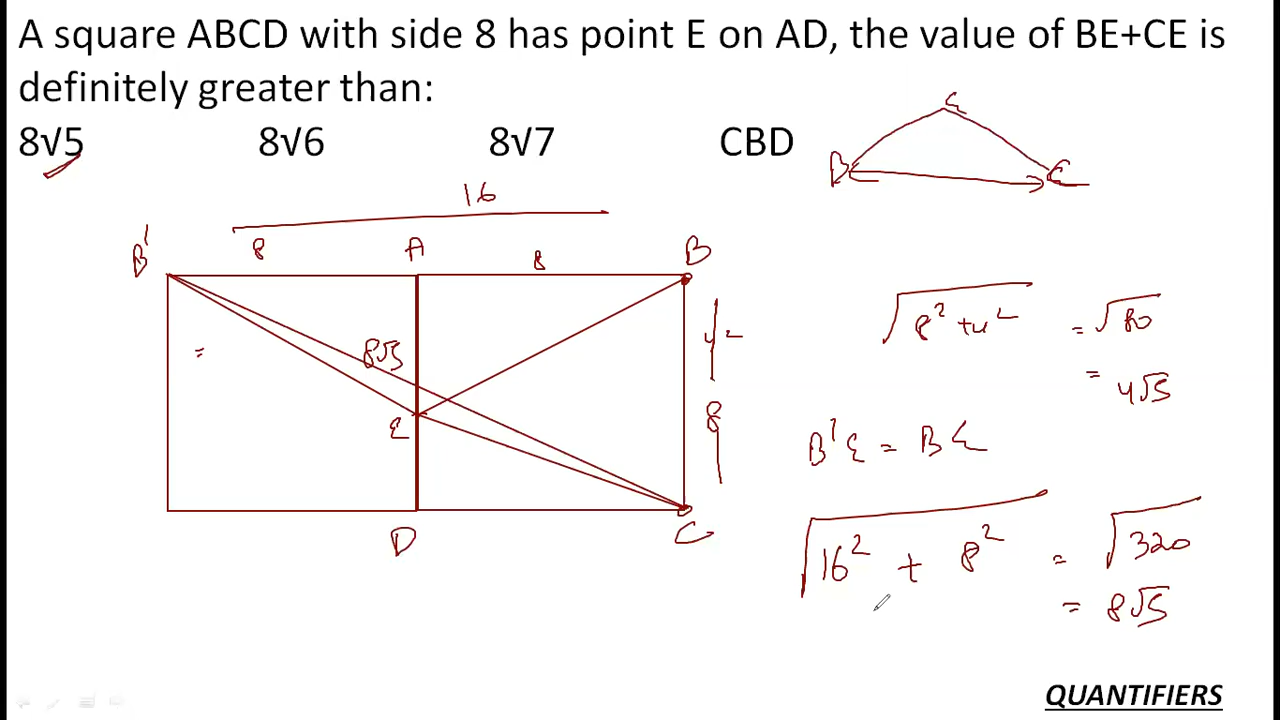 A square ABCD with side 8 has point E on AD, the value of BE+CE is
definitely greater than:
8√5 8√6 8√7 CBD
16
B' 8 A 8 B
8√5
E
D C
8
√8² + 4² = √80
= 4√5
B'E = BE
√16² + 8² = √320
= 8√5
QUANTIFIERS